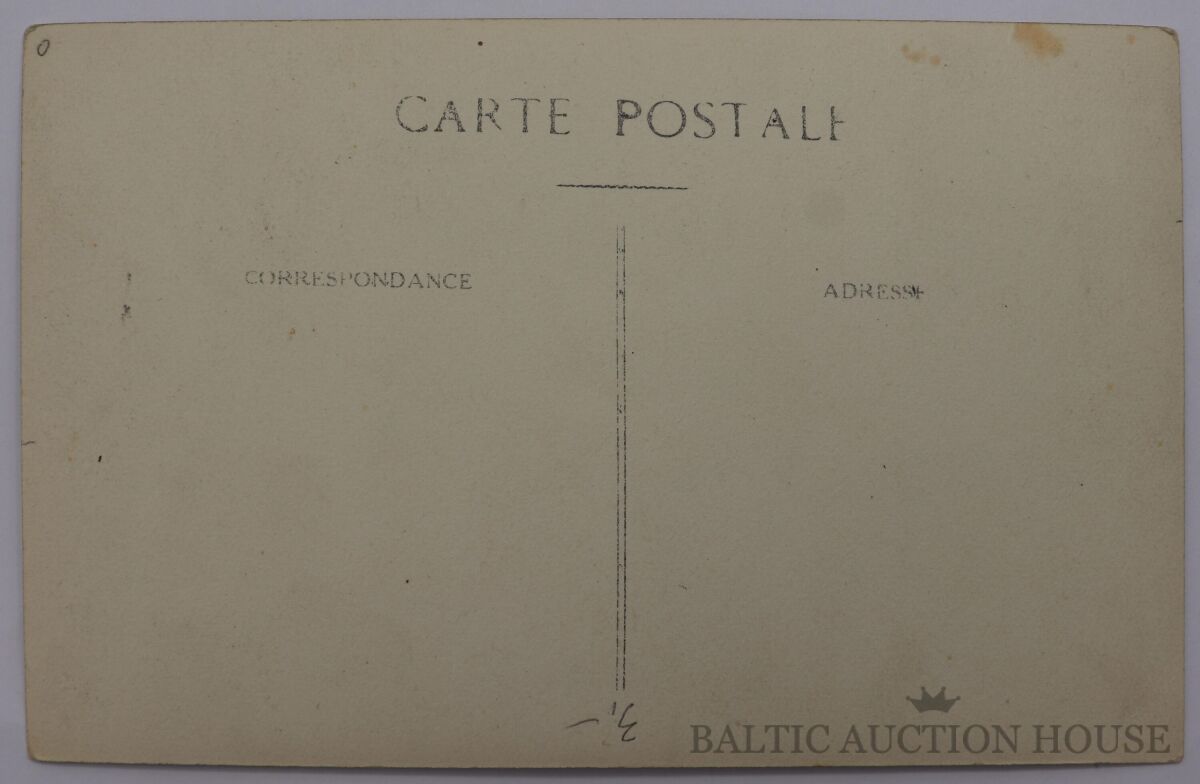 CARTE POSTALE
CORRESPONDANCE
ADRESSE
3,-
BALTIC AUCTION HOUSE